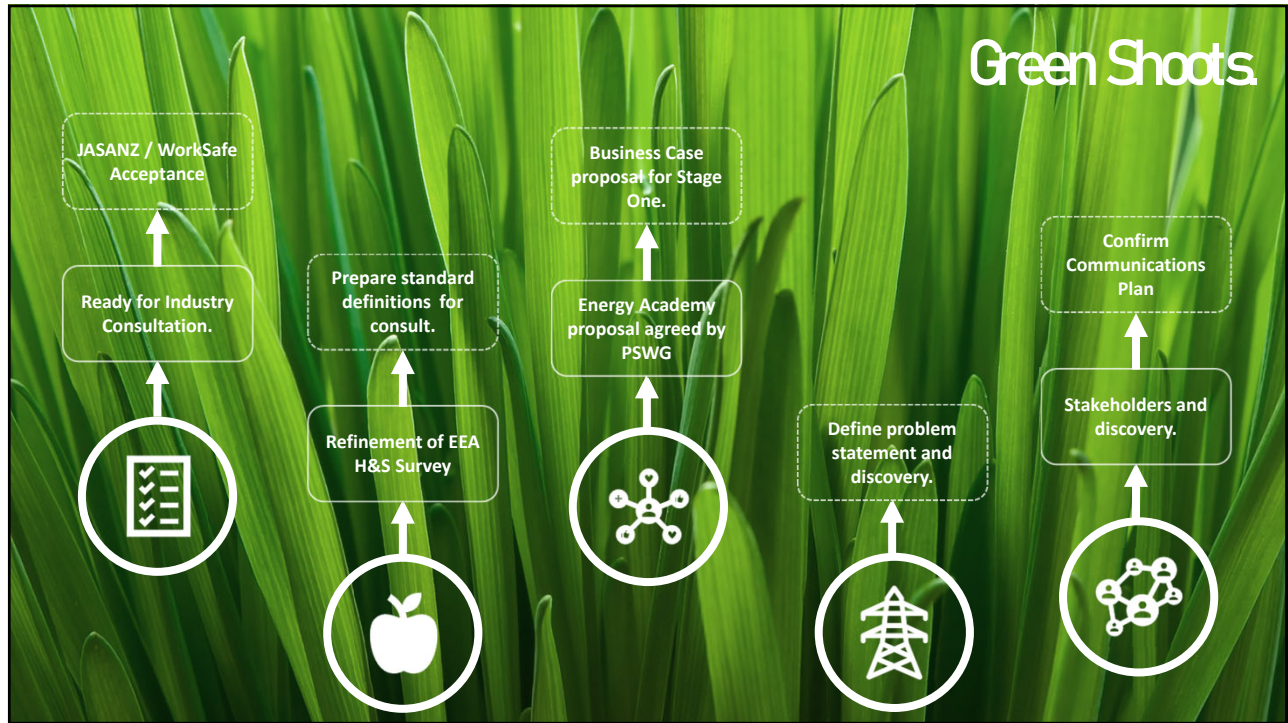 Green Shoots.
JASANZ / WorkSafe
Acceptance
Ready for Industry
Consultation.
Prepare standard
definitions for
consult.
Refinement of EEA
H&S Survey
Business Case
proposal for Stage
One.
Energy Academy
proposal agreed by
PSWG
Define problem
statement and
discovery.
Confirm
Communications
Plan
Stakeholders and
discovery.